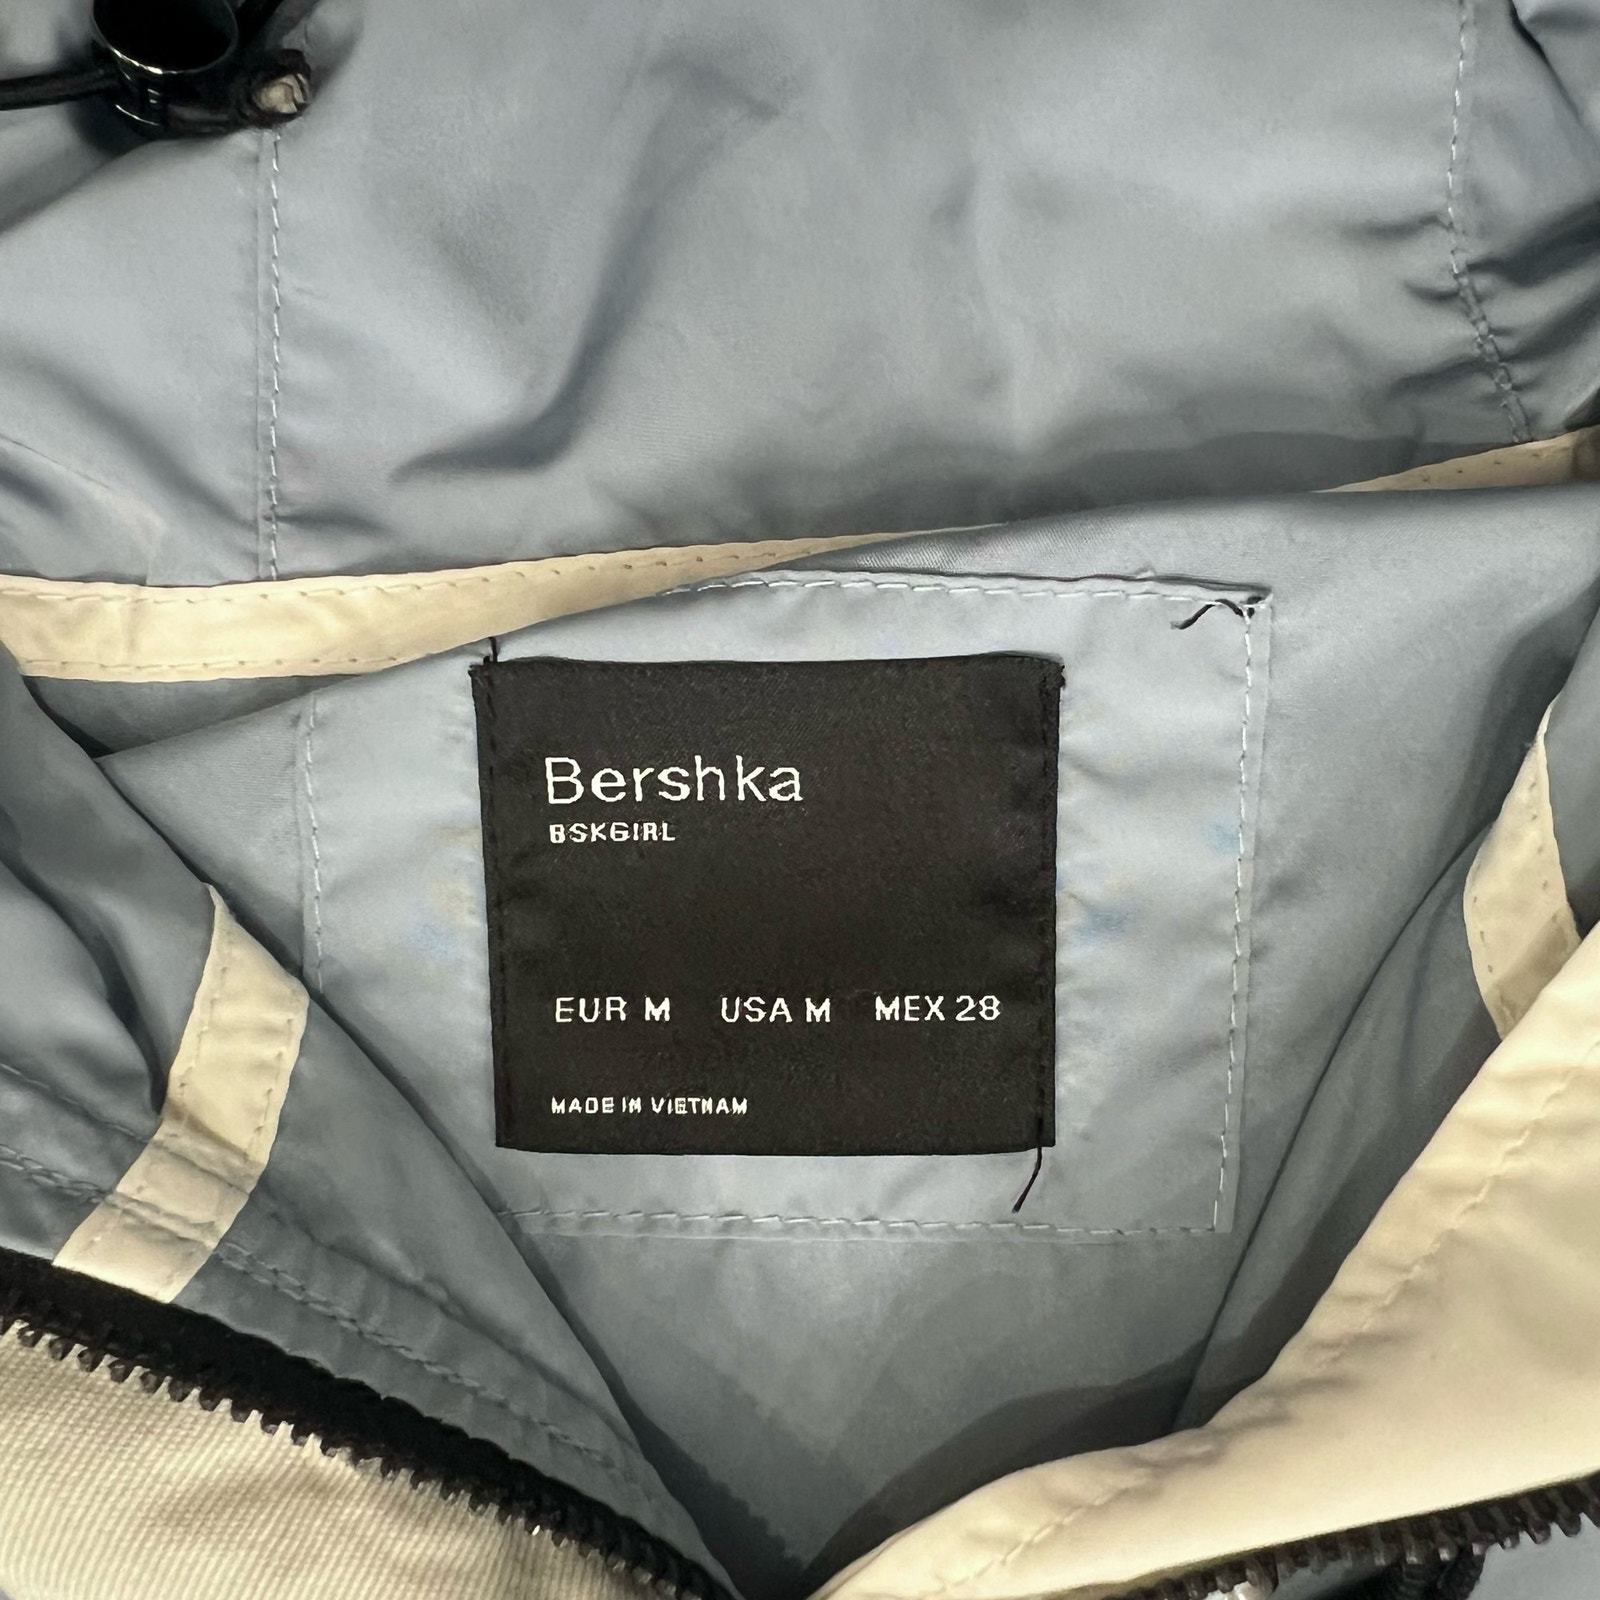 Bershka
BSKGIRL
EUR M USA M MEX 28
MADE IN VIETNAM